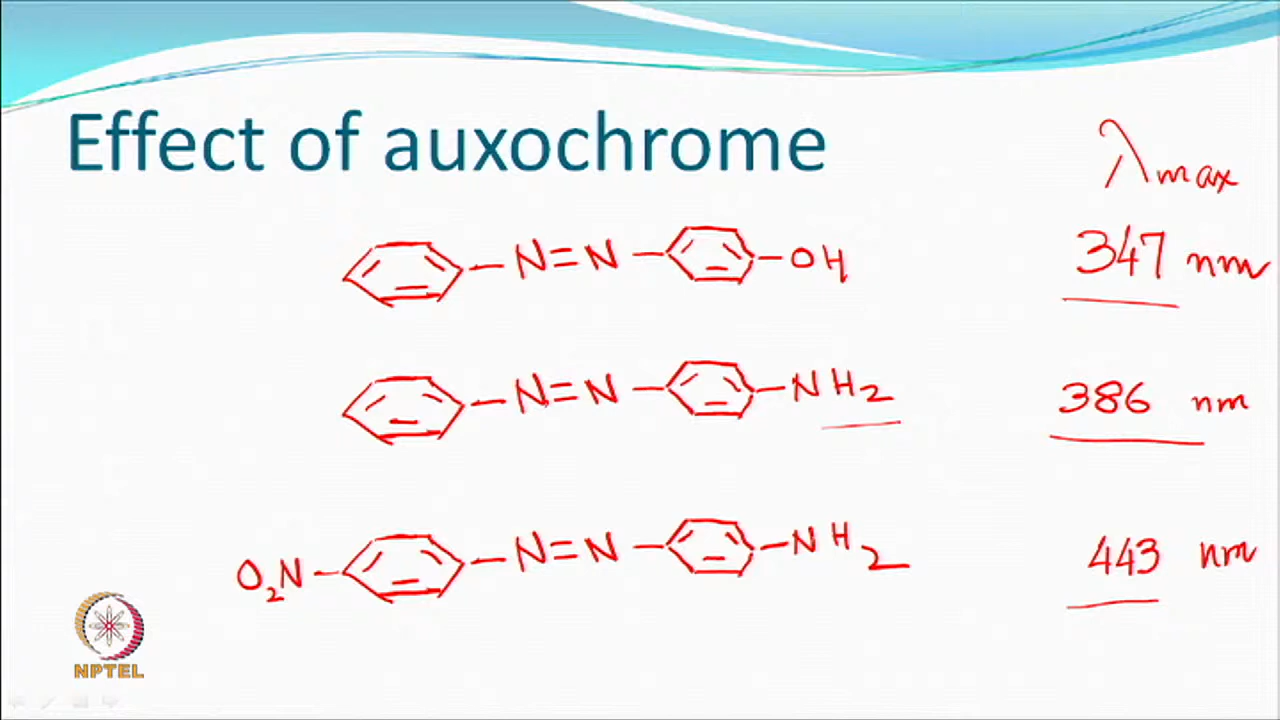 Effect of auxochrome
λmax
N=N OH 347 nm
N=N NH2 386 nm
O2N N=N NH2 443 nm
NPTEL